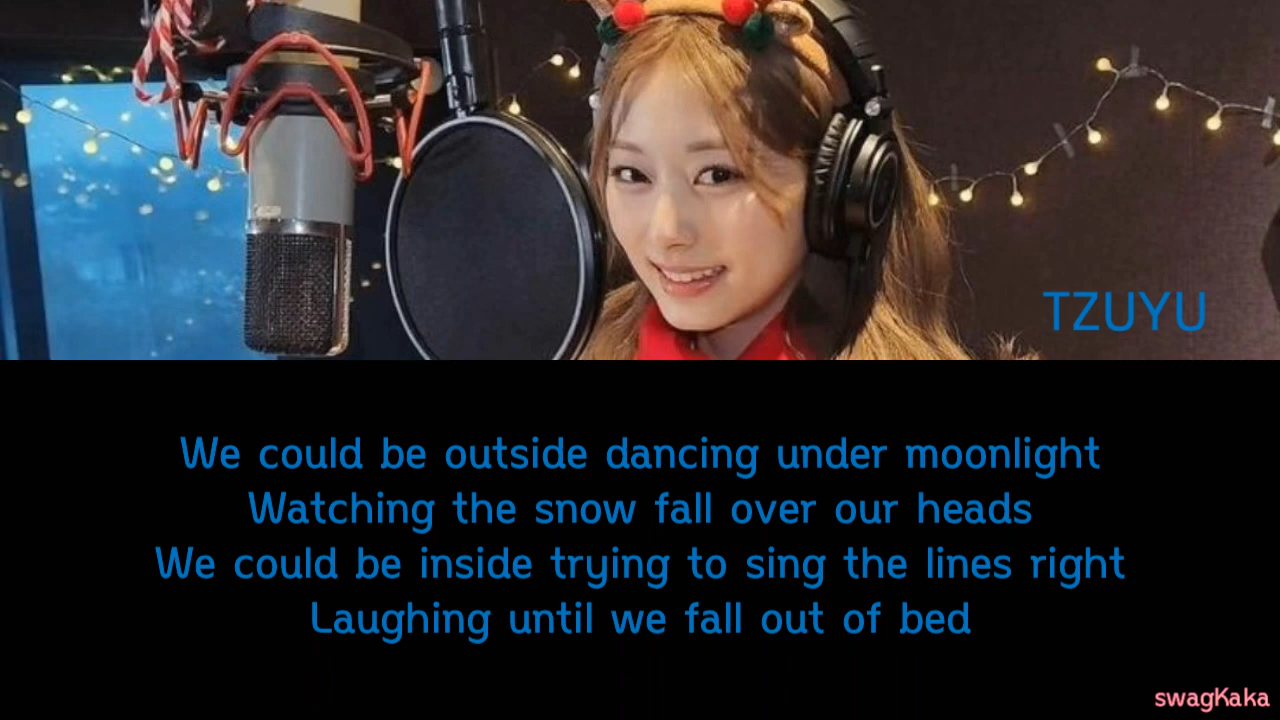 TZUYU
We could be outside dancing under moonlight
Watching the snow fall over our heads
We could be inside trying to sing the lines right
Laughing until we fall out of bed
swagKaka